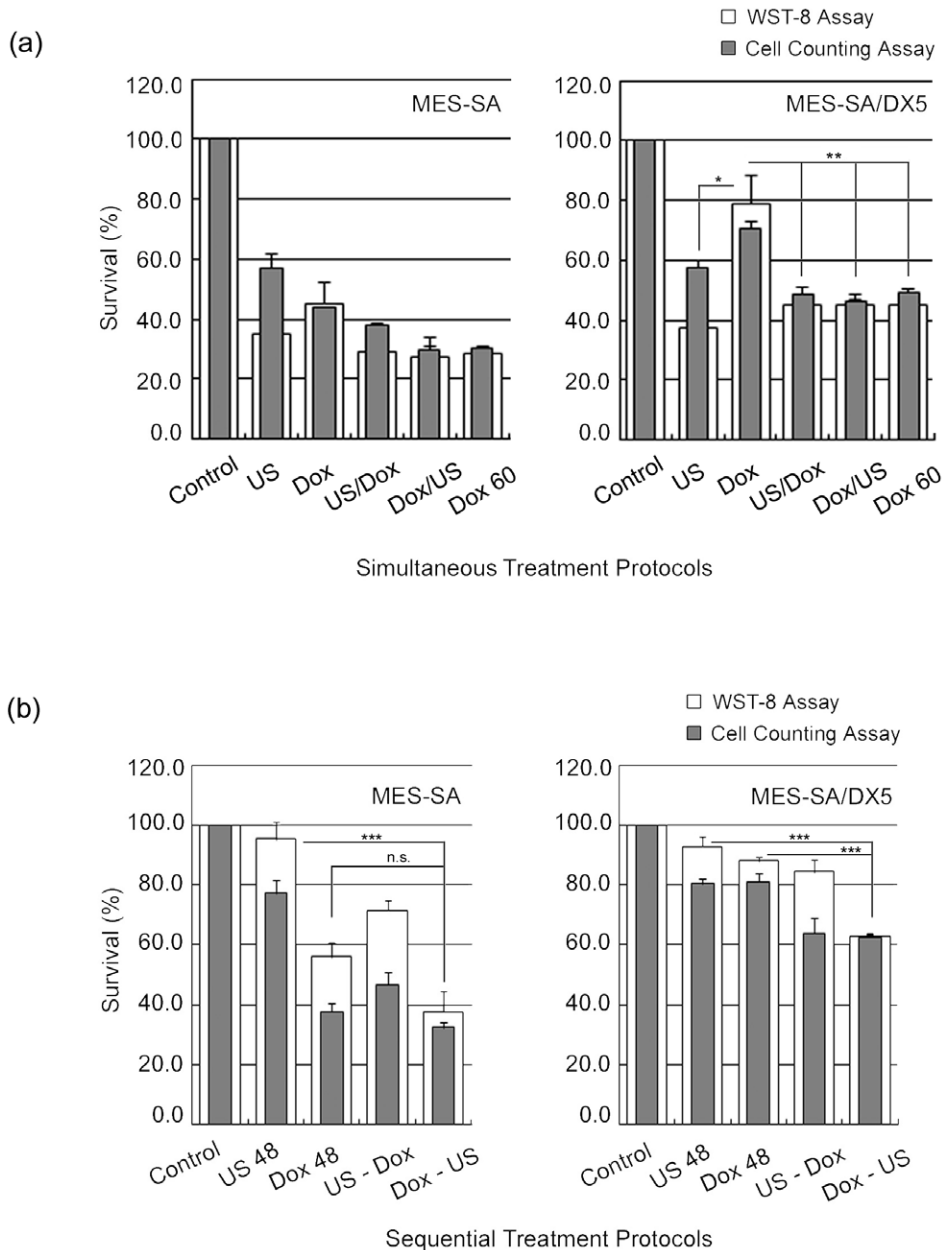 (a)
WST-8 Assay
Cell Counting Assay
120.0
100.0
80.0
60.0
40.0
20.0
0.0
Survival (%)
MES-SA
Control
US
Dox
US/Dox
Dox/US
Dox 60
120.0
100.0
80.0
60.0
40.0
20.0
0.0
MES-SA/DX5
*
**
Control
US
Dox
US/Dox
Dox/US
Dox 60
Simultaneous Treatment Protocols
(b)
WST-8 Assay
Cell Counting Assay
120.0
100.0
80.0
60.0
40.0
20.0
0.0
Survival (%)
MES-SA
***
n.s.
Control
US 48
Dox 48
US - Dox
Dox - US
120.0
100.0
80.0
60.0
40.0
20.0
0.0
MES-SA/DX5
***
***
Control
US 48
Dox 48
US - Dox
Dox - US
Sequential Treatment Protocols